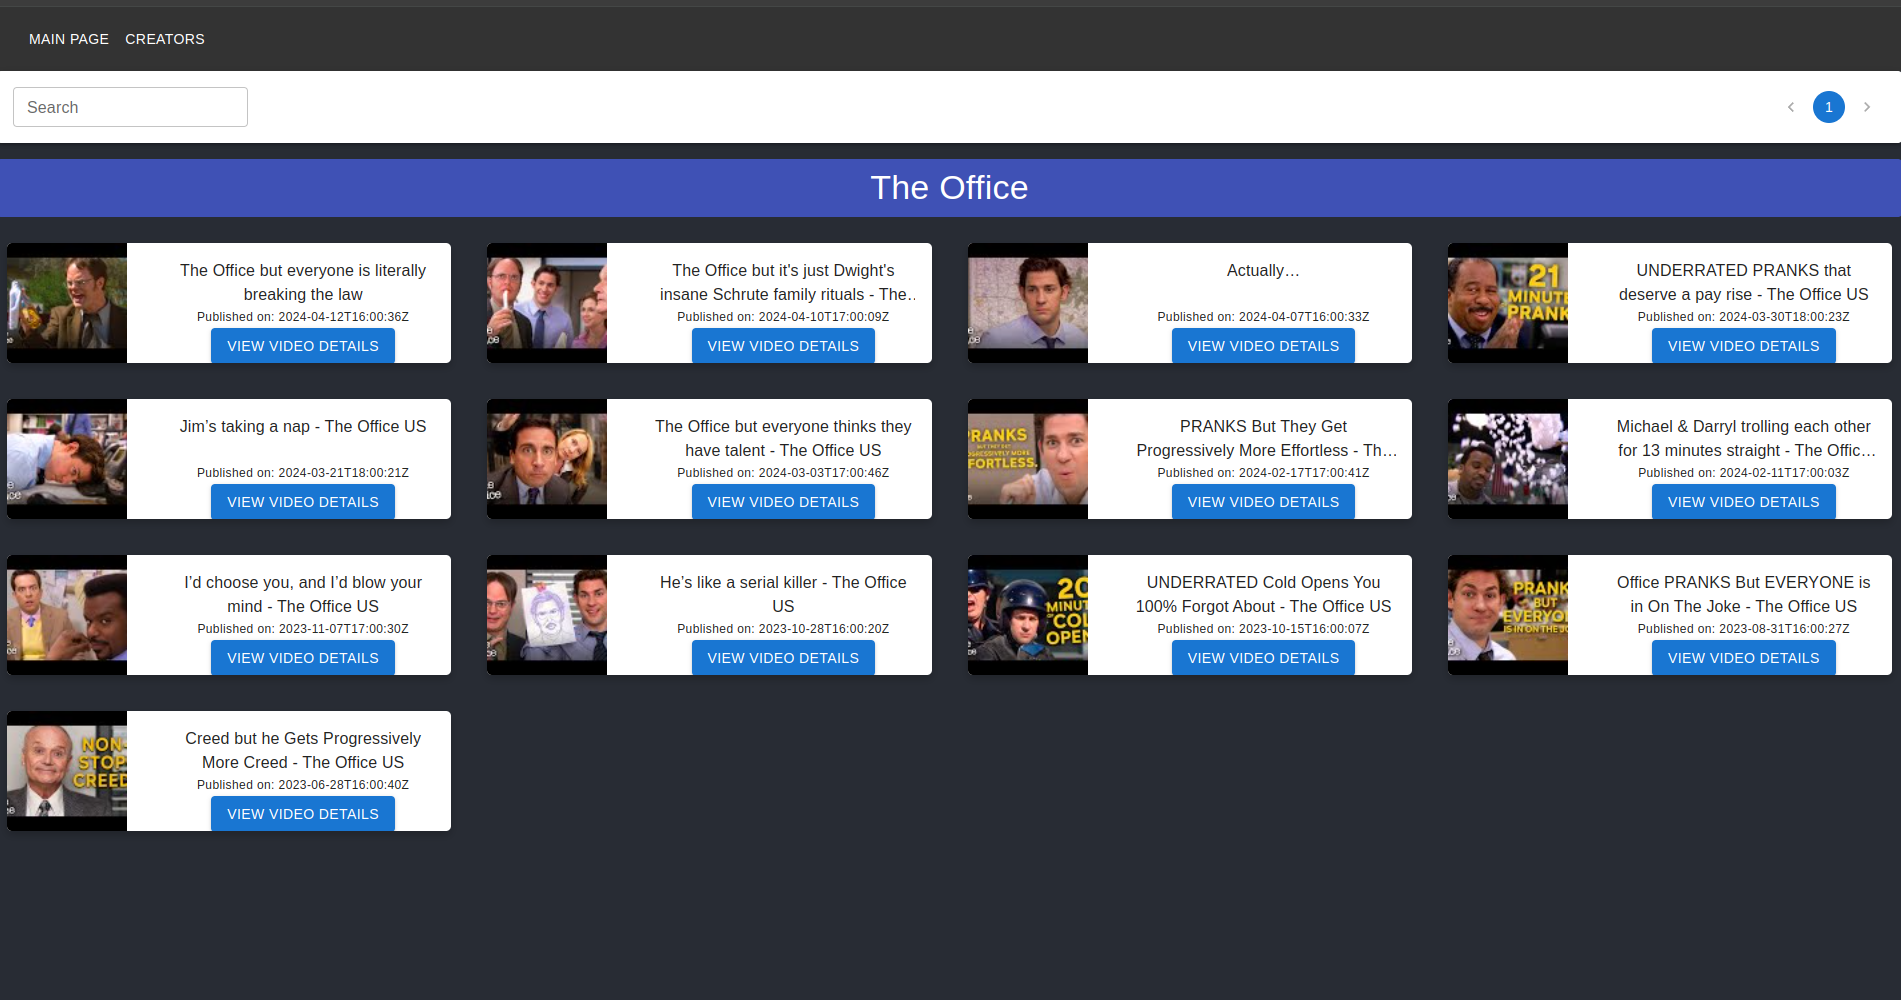 MAIN PAGE CREATORS
Search
1
The Office
The Office but everyone is literally
breaking the law
Published on: 2024-04-12T16:00:36Z
VIEW VIDEO DETAILS
The Office but it's just Dwight's
insane Schrute family rituals - The..
Published on: 2024-04-10T17:00:09Z
VIEW VIDEO DETAILS
Actually…
Published on: 2024-04-07T16:00:33Z
VIEW VIDEO DETAILS
21
MINUTE
PRANK
UNDERRATED PRANKS that
deserve a pay rise - The Office US
Published on: 2024-03-30T18:00:23Z
VIEW VIDEO DETAILS
Jim’s taking a nap - The Office US
Published on: 2024-03-21T18:00:21Z
VIEW VIDEO DETAILS
The Office but everyone thinks they
have talent - The Office US
Published on: 2024-03-03T17:00:46Z
VIEW VIDEO DETAILS
RANKS
BUT THEY GET
OGRESSIVELY MORE
FORTLESS.
PRANKS But They Get
Progressively More Effortless - Th…
Published on: 2024-02-17T17:00:41Z
VIEW VIDEO DETAILS
Michael & Darryl trolling each other
for 13 minutes straight - The Offic…
Published on: 2024-02-11T17:00:03Z
VIEW VIDEO DETAILS
I’d choose you, and I’d blow your
mind - The Office US
Published on: 2023-11-07T17:00:30Z
VIEW VIDEO DETAILS
He’s like a serial killer - The Office
US
Published on: 2023-10-28T16:00:20Z
VIEW VIDEO DETAILS
20
MINUT
OF COL
OPEN
UNDERRATED Cold Opens You
100% Forgot About - The Office US
Published on: 2023-10-15T16:00:07Z
VIEW VIDEO DETAILS
PRANK
BUT
EVERYON
IS IN ON THE JO
Office PRANKS But EVERYONE is
in On The Joke - The Office US
Published on: 2023-08-31T16:00:27Z
VIEW VIDEO DETAILS
NON-
STOP
CREED
Creed but he Gets Progressively
More Creed - The Office US
Published on: 2023-06-28T16:00:40Z
VIEW VIDEO DETAILS